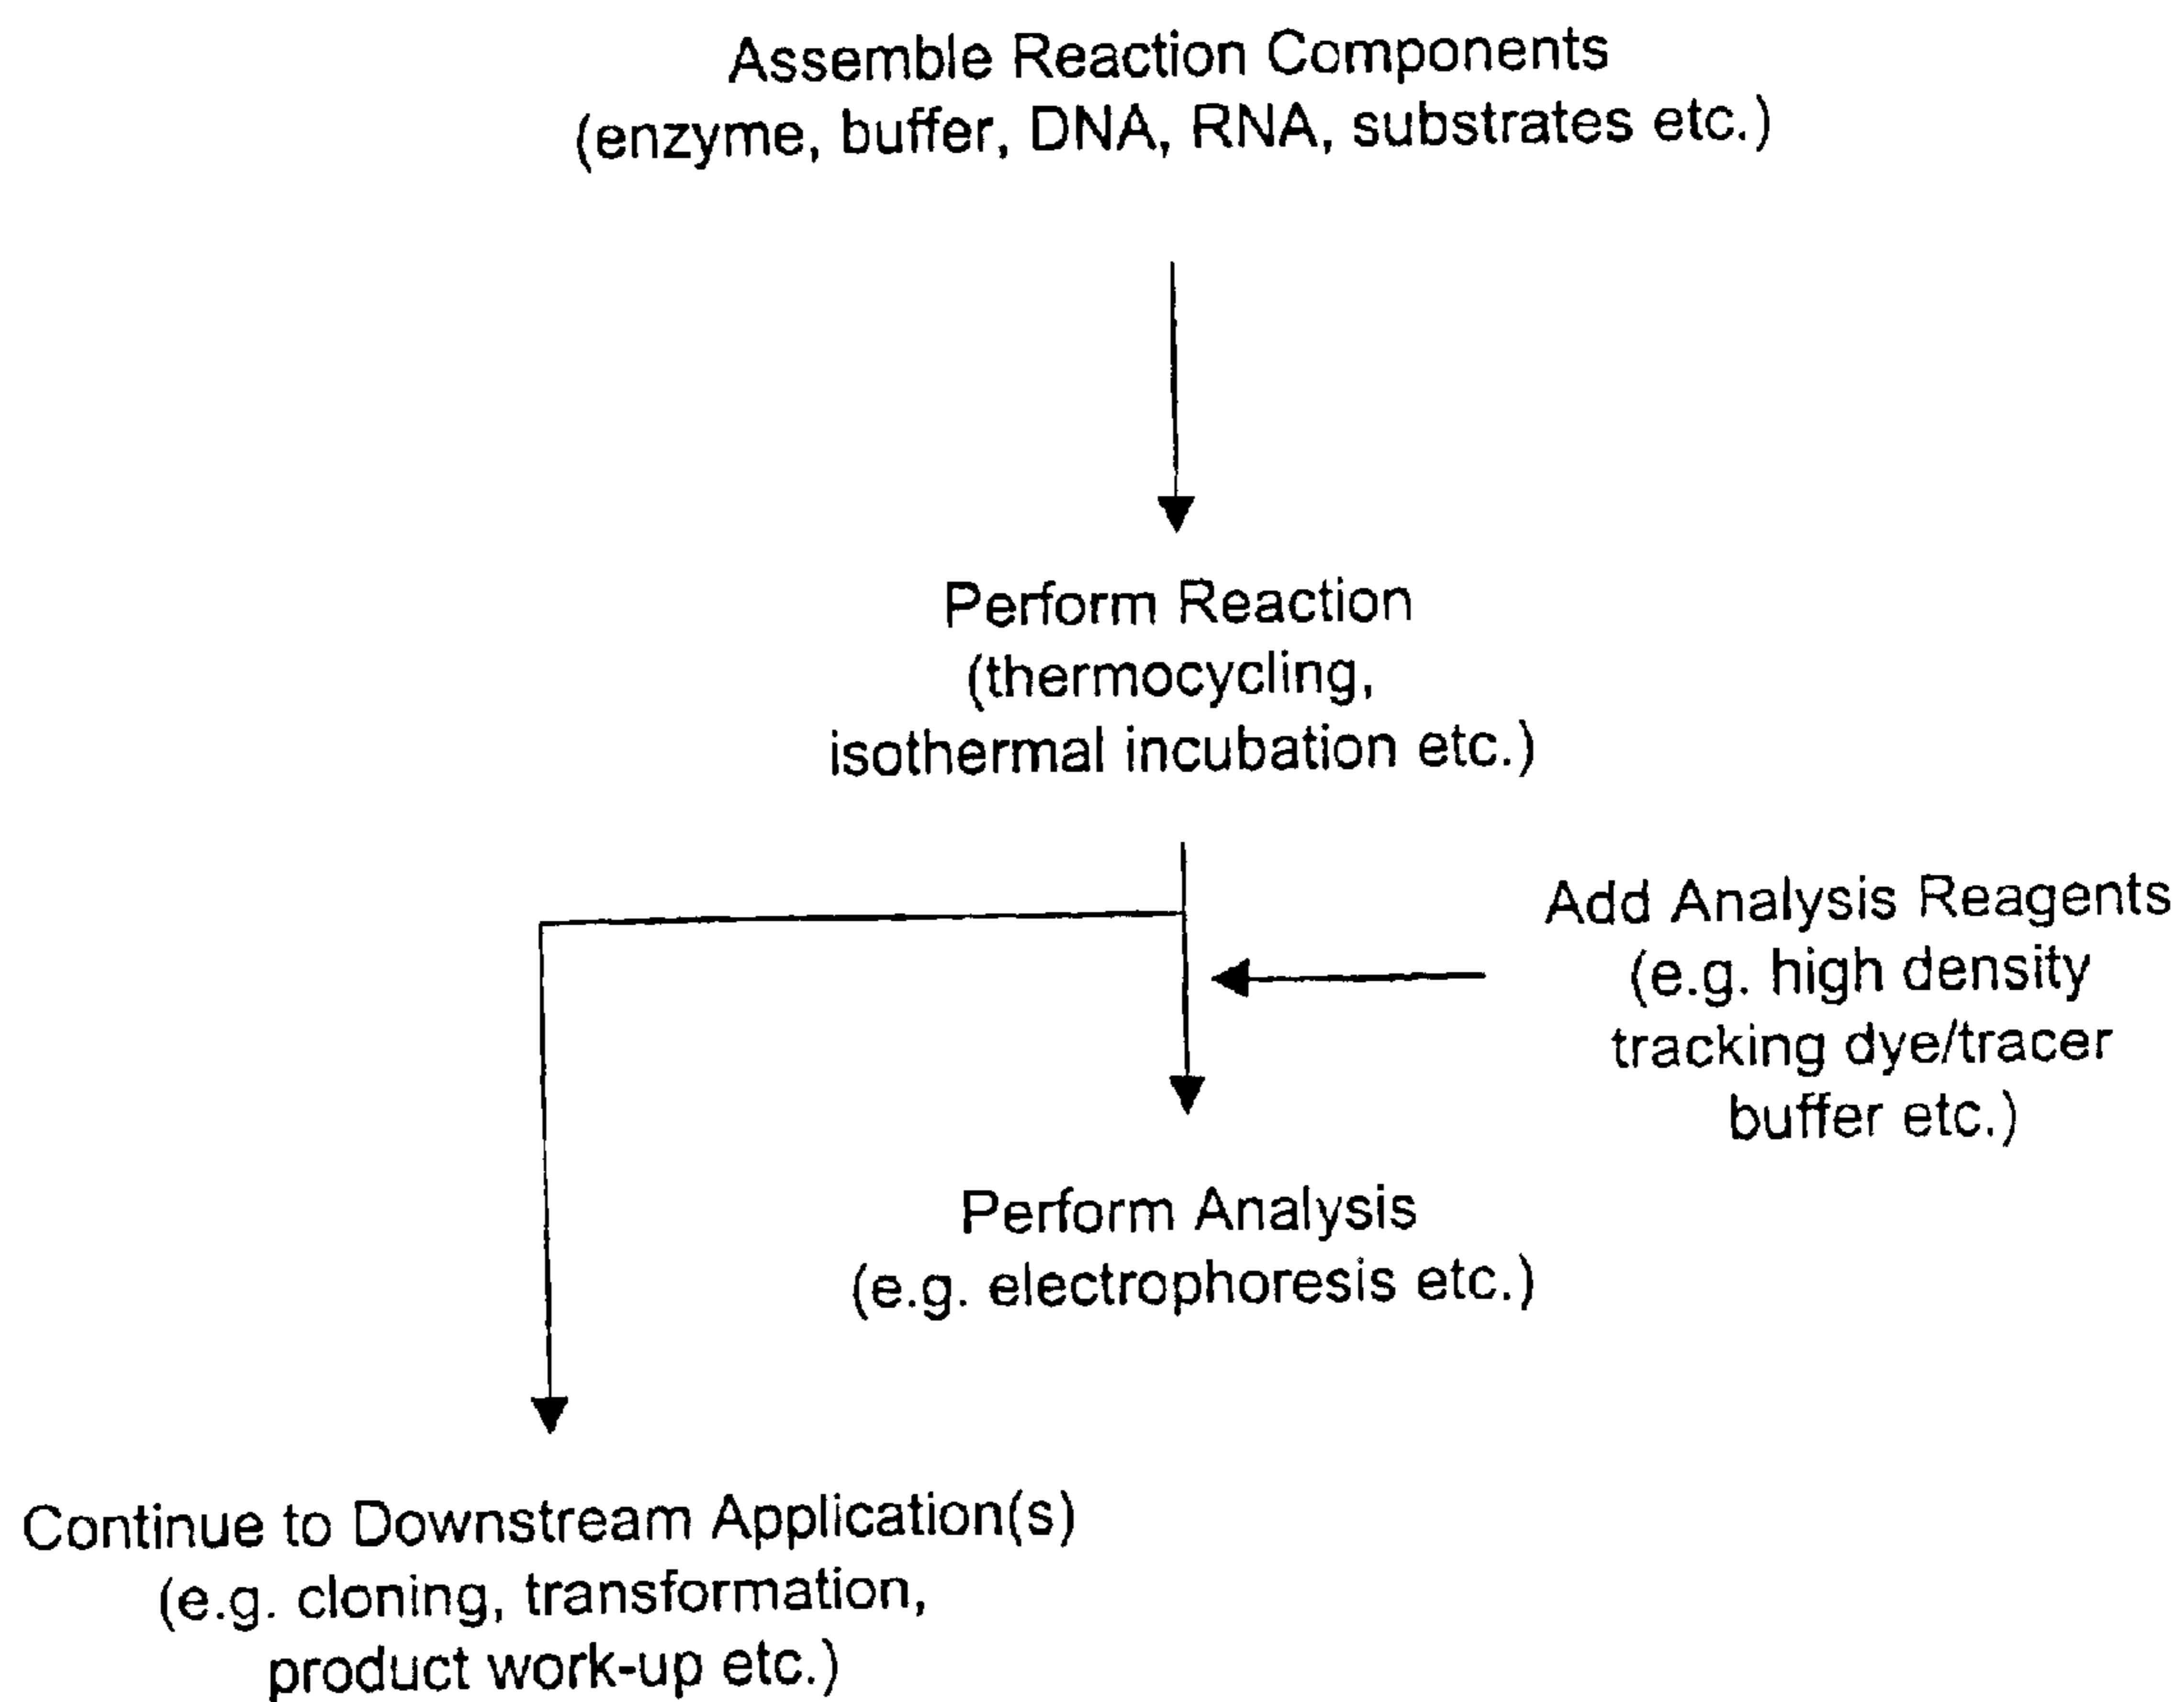 Assemble Reaction Components
(enzyme, buffer, DNA, RNA, substrates etc.)
Perform Reaction
(thermocycling,
isothermal incubation etc.)
Add Analysis Reagents
(e.g. high density
tracking dye/tracer
buffer etc.)
Perform Analysis
(e.g. electrophoresis etc.)
Continue to Downstream Application(s)
(e.g. cloning, transformation,
product work-up etc.)